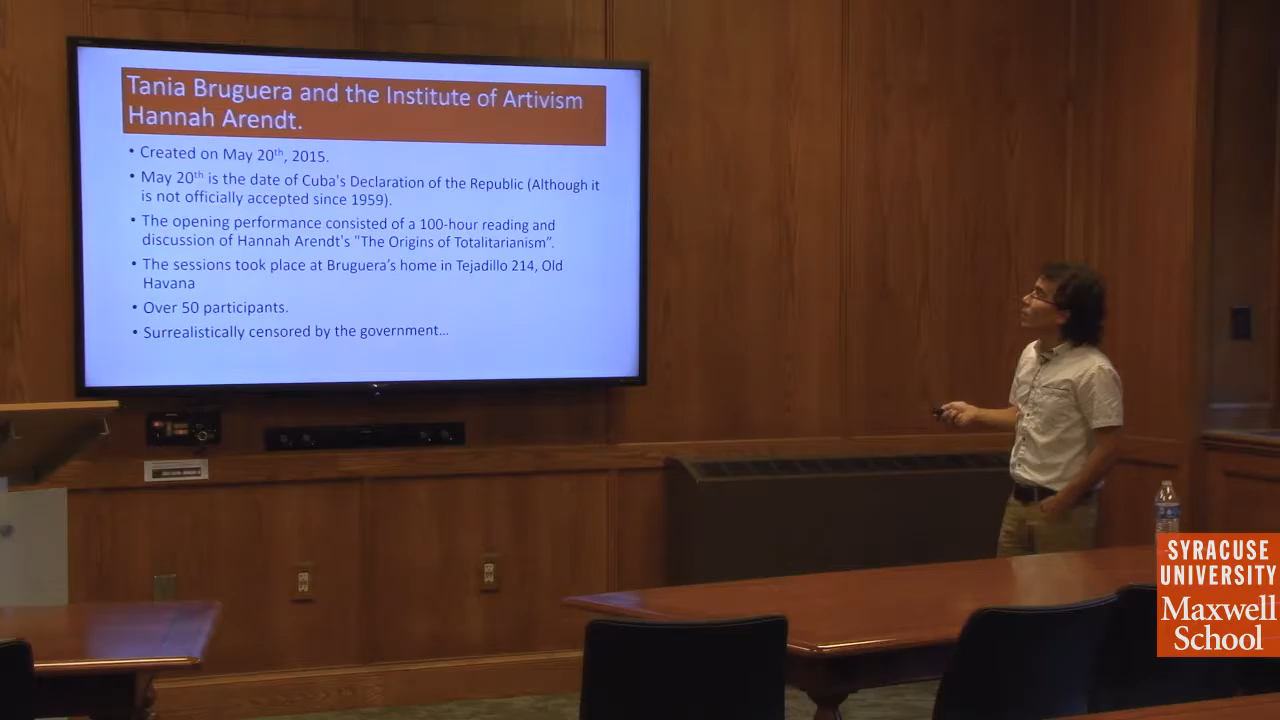 Tania Bruguera and the Institute of Artivism
Hannah Arendt.
• Created on May 20th, 2015.
• May 20th is the date of Cuba's Declaration of the Republic (Although it
is not officially accepted since 1959).
• The opening performance consisted of a 100-hour reading and
discussion of Hannah Arendt's "The Origins of Totalitarianism”.
• The sessions took place at Bruguera’s home in Tejadillo 214, Old
Havana
• Over 50 participants.
• Surrealistically censored by the government…
SYRACUSE
UNIVERSITY
Maxwell
School